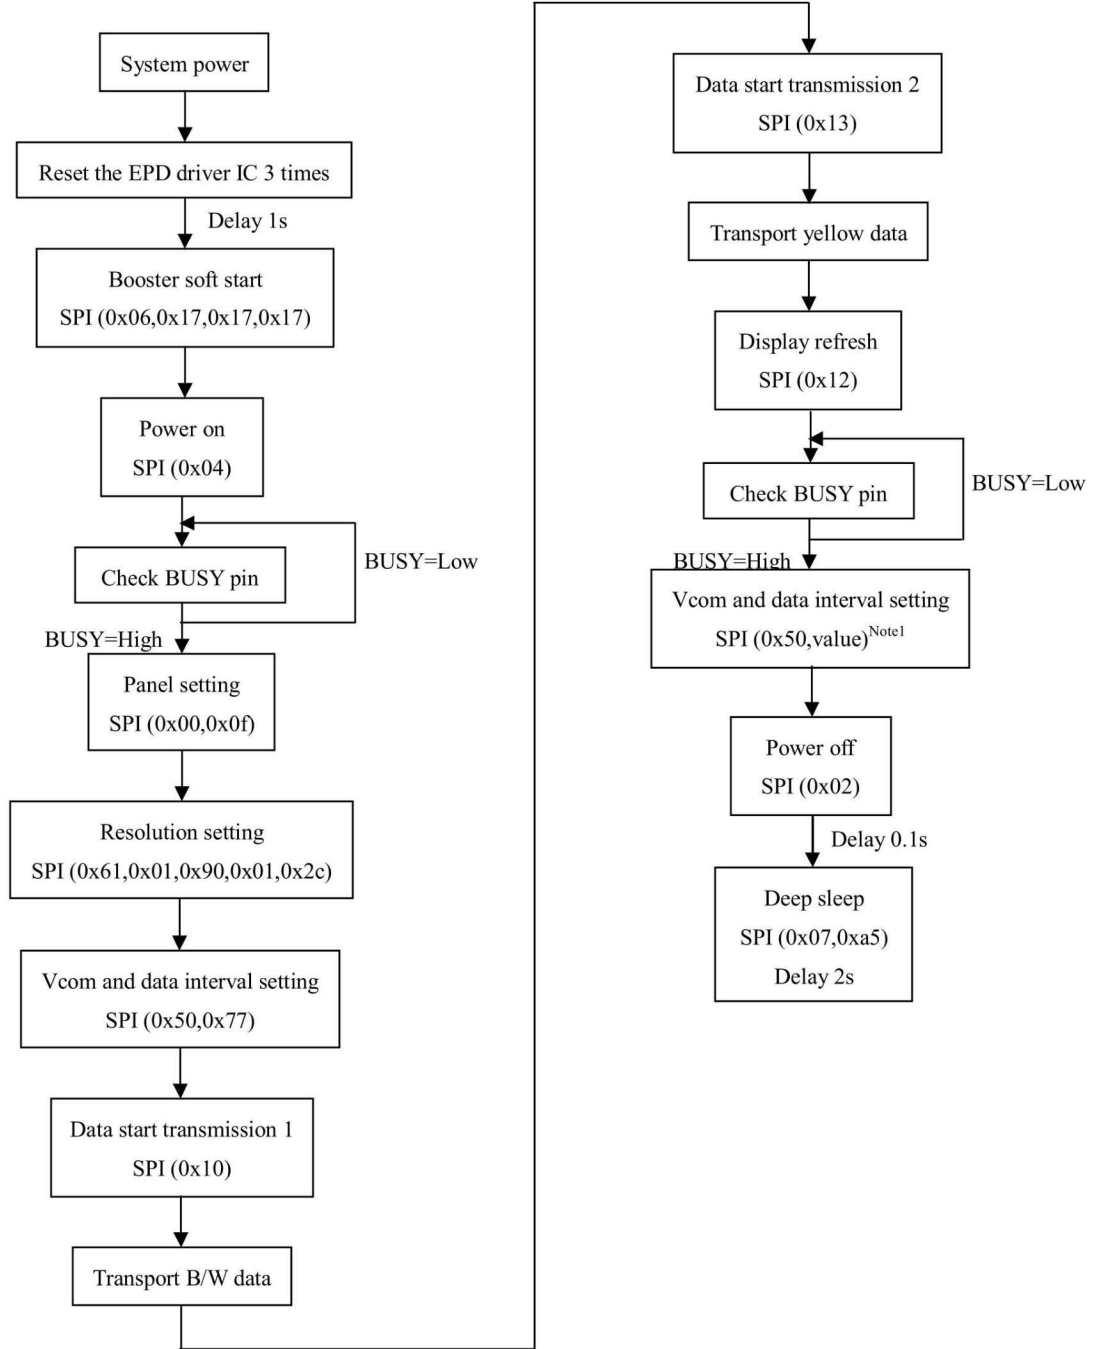 System power
Reset the EPD driver IC 3 times
Delay 1s
Booster soft start
SPI (0x06,0x17,0x17,0x17)
Power on
SPI (0x04)
Check BUSY pin
BUSY=Low
BUSY=High
Panel setting
SPI (0x00,0x0f)
Resolution setting
SPI (0x61,0x01,0x90,0x01,0x2c)
Vcom and data interval setting
SPI (0x50,0x77)
Data start transmission 1
SPI (0x10)
Transport B/W data
Data start transmission 2
SPI (0x13)
Transport yellow data
Display refresh
SPI (0x12)
Check BUSY pin
BUSY=Low
BUSY=High
Vcom and data interval setting
SPI (0x50,value)Note1
Power off
SPI (0x02)
Delay 0.1s
Deep sleep
SPI (0x07,0xa5)
Delay 2s